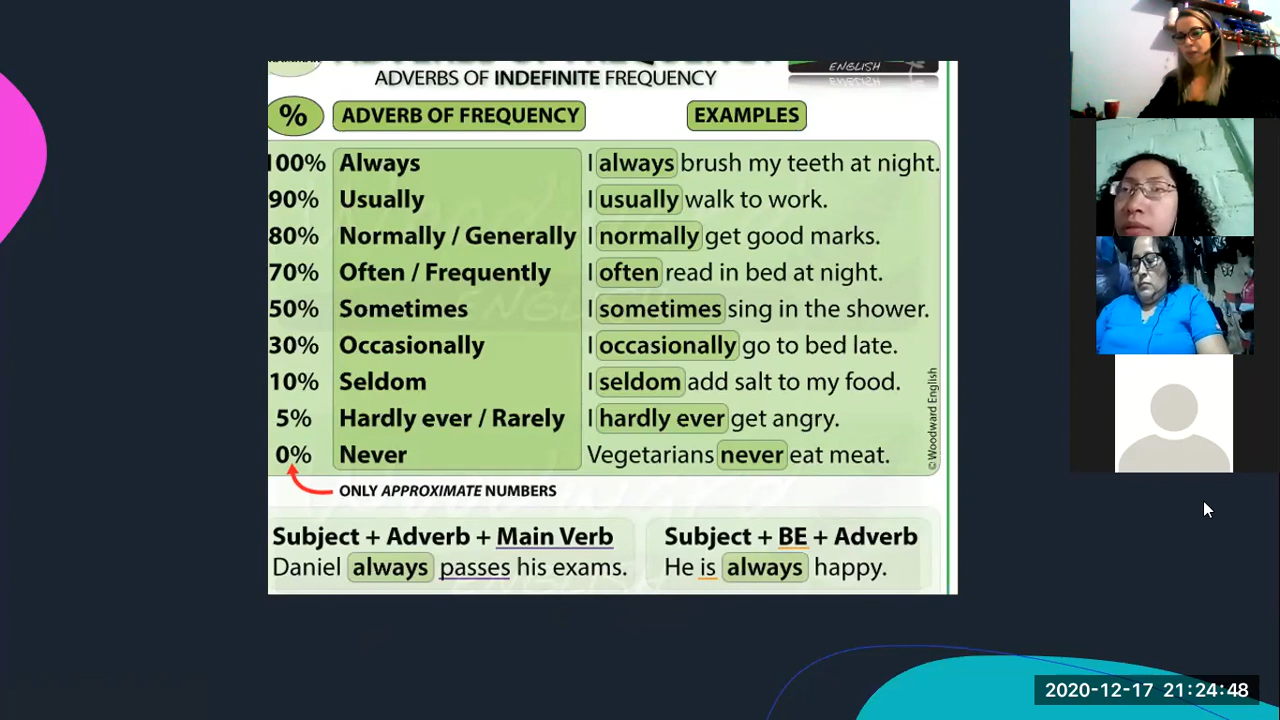 ADVERBS OF FREQUENCY
ENGLISH
ADVERBS OF INDEFINITE FREQUENCY
% ADVERB OF FREQUENCY EXAMPLES
100% Always I always brush my teeth at night.
90% Usually I usually walk to work.
80% Normally / Generally I normally get good marks.
70% Often / Frequently I often read in bed at night.
50% Sometimes I sometimes sing in the shower.
30% Occasionally I occasionally go to bed late.
10% Seldom I seldom add salt to my food.
5% Hardly ever / Rarely I hardly ever get angry.
0% Never Vegetarians never eat meat.
© Woodward English
ONLY APPROXIMATE NUMBERS
Subject + Adverb + Main Verb
Daniel always passes his exams.
Subject + BE + Adverb
He is always happy.
2020-12-17 21:24:48